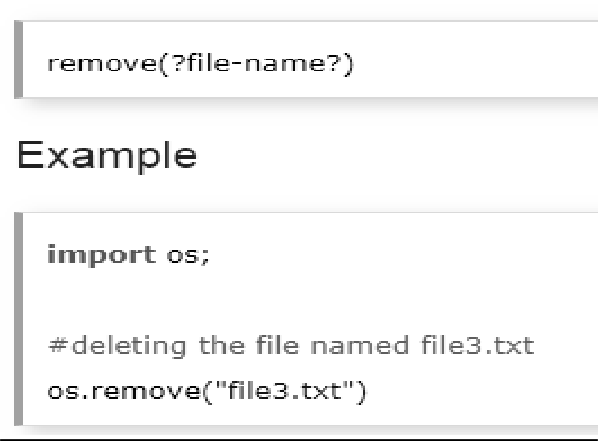 remove(?file-name?)
Example
import os;
#deleting the file named file3.txt
os.remove("file3.txt")